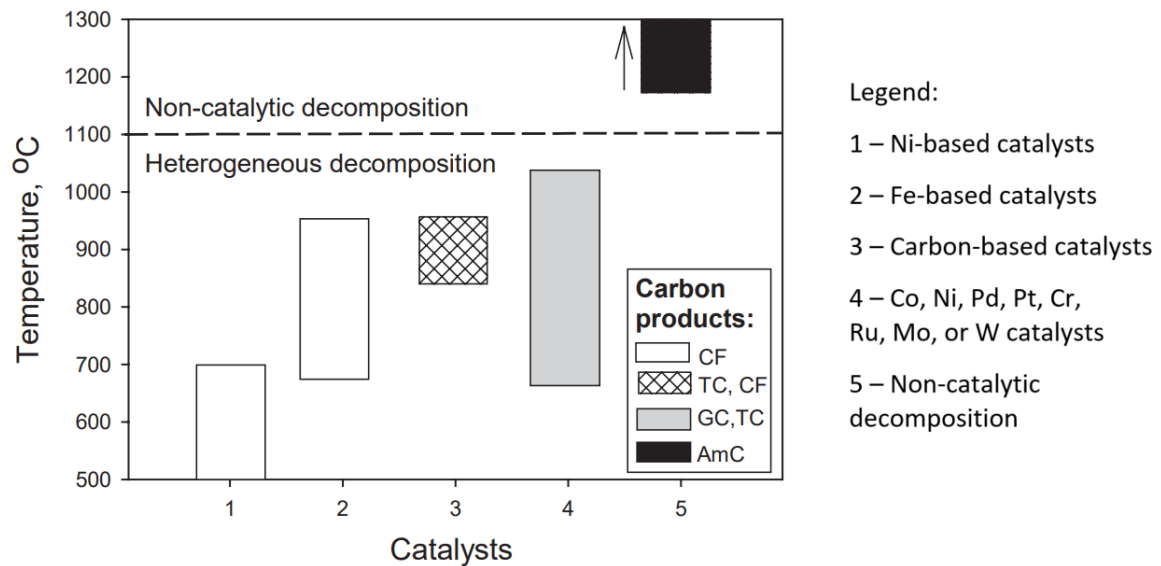 1300
1200
1100
1000
900
800
700
600
500
Temperature, ºC
Non-catalytic decomposition
Heterogeneous decomposition
Carbon
products:
CF
TC, CF
GC,TC
AmC
1 2 3 4 5
Catalysts
Legend:
1 – Ni-based catalysts
2 – Fe-based catalysts
3 – Carbon-based catalysts
4 – Co, Ni, Pd, Pt, Cr,
Ru, Mo, or W catalysts
5 – Non-catalytic
decomposition